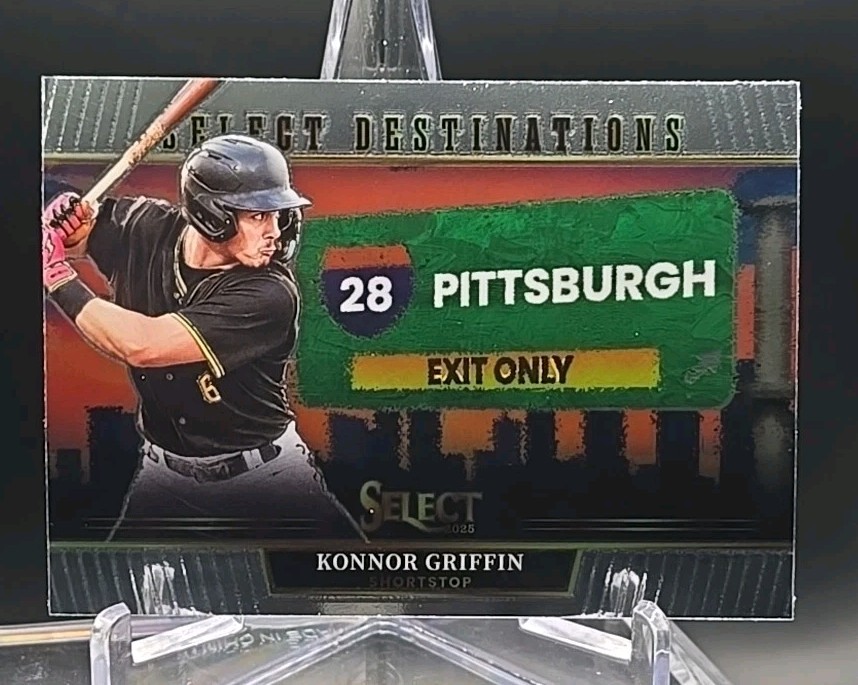 SELECT DESTINATIONS
28 PITTSBURGH
EXIT ONLY
6
SELECT
2025
KONNOR GRIFFIN
SHORTSTOP